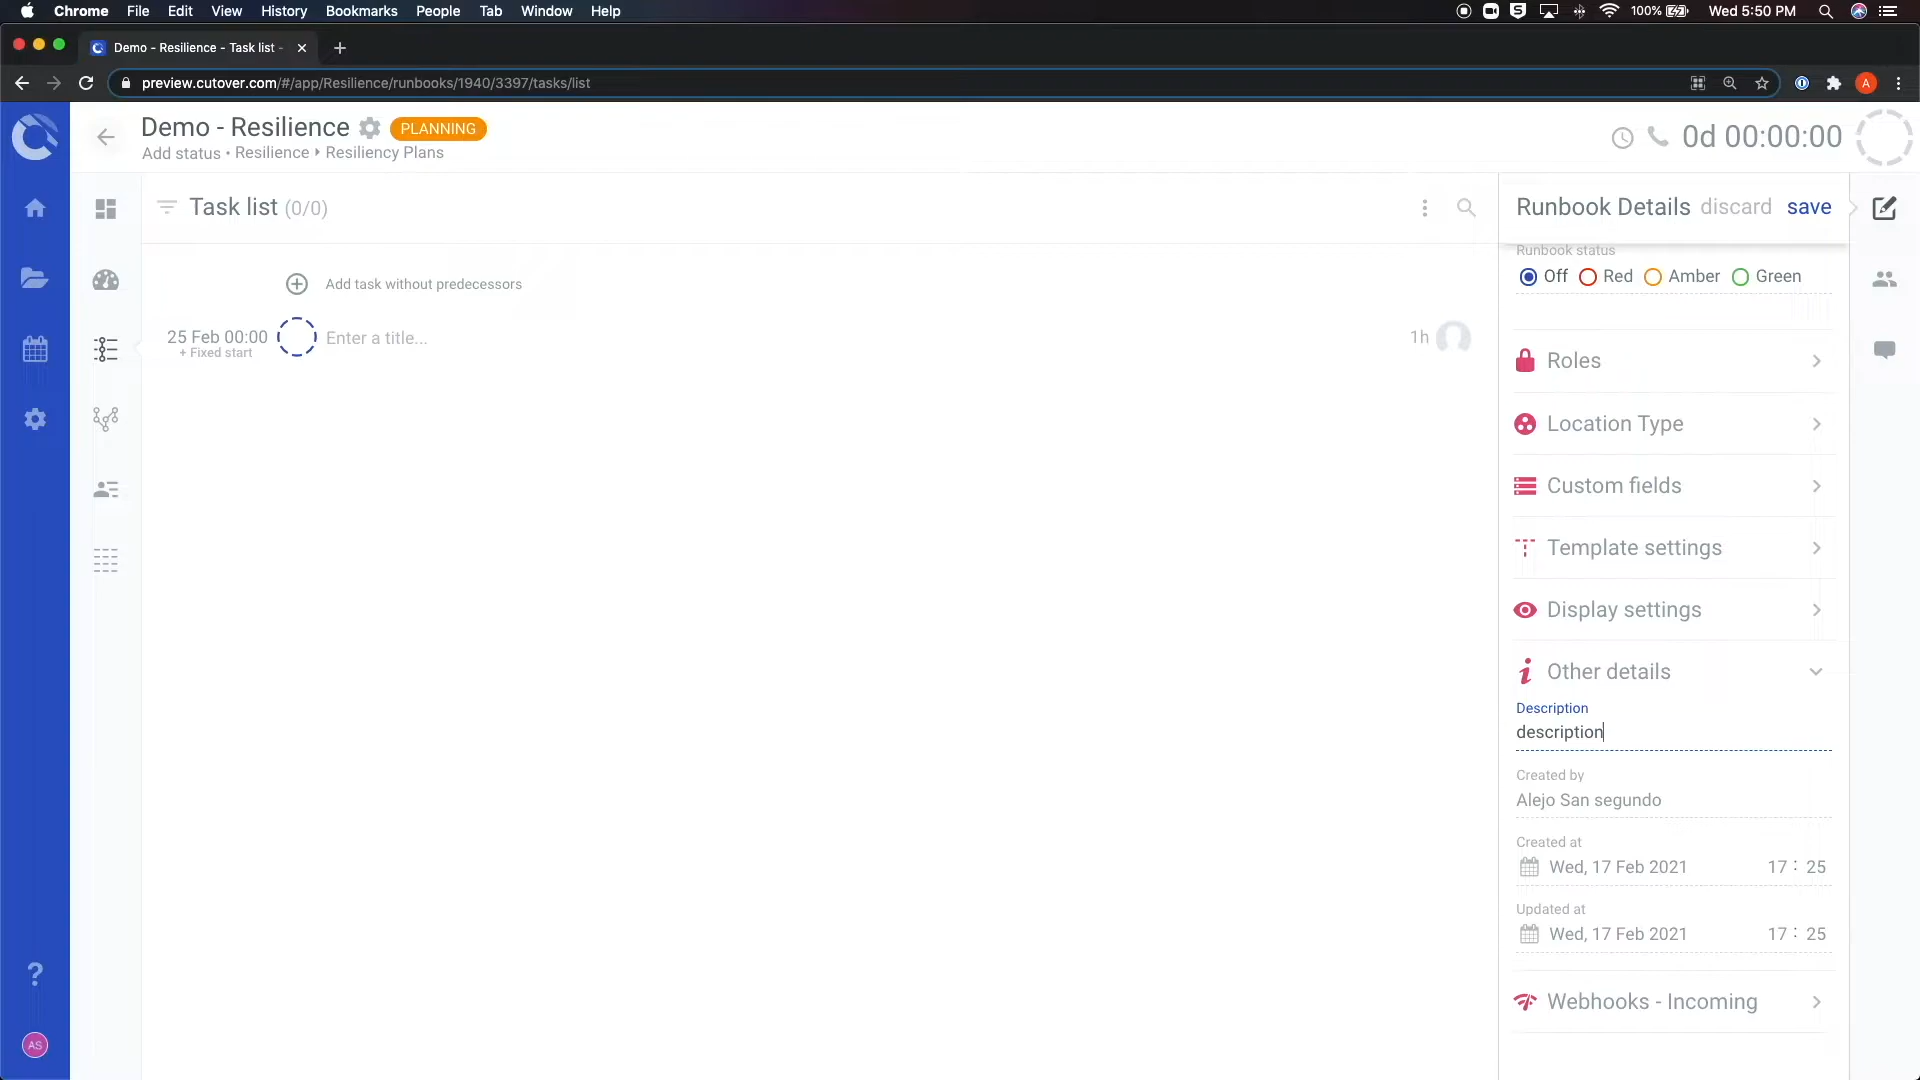 Chrome File Edit View History Bookmarks People Tab Window Help
100% Wed 5:50 PM
Demo - Resilience - Task list -
preview.cutover.com/#/app/Resilience/runbooks/1940/3397/tasks/list
A
Demo - Resilience PLANNING
Add status • Resilience ▸ Resiliency Plans
0d 00:00:00
Task list (0/0)
Add task without predecessors
25 Feb 00:00
+ Fixed start
Enter a title...
1h
Runbook Details discard save
Runbook status
Off Red Amber Green
Roles
Location Type
Custom fields
Template settings
Display settings
Other details
Description
description
Created by
Alejo San segundo
Created at
Wed, 17 Feb 2021 17 : 25
Updated at
Wed, 17 Feb 2021 17 : 25
Webhooks - Incoming
?
AS